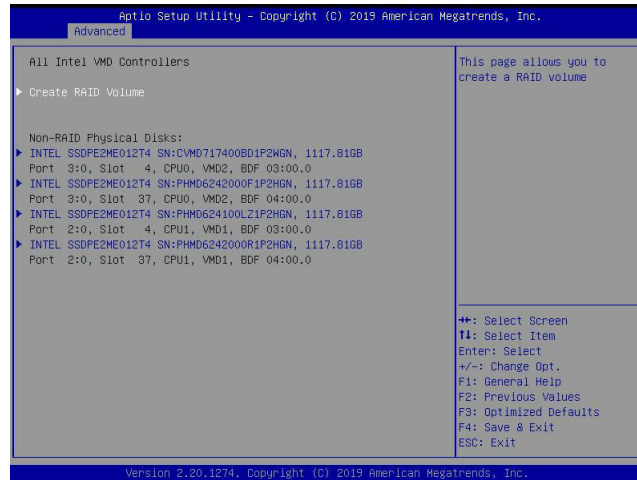 Aptio Setup Utility – Copyright (C) 2019 American Megatrends, Inc.
Advanced
All Intel VMD Controllers
Create RAID Volume
Non-RAID Physical Disks:
INTEL SSDPE2ME012T4 SN:CVMD717400BD1P2WGN, 1117.81GB
Port 3:0, Slot 4, CPU0, VMD2, BDF 03:00.0
INTEL SSDPE2ME012T4 SN:PHMD6242000F1P2HGN, 1117.81GB
Port 3:0, Slot 37, CPU0, VMD2, BDF 04:00.0
INTEL SSDPE2ME012T4 SN:PHMD624100LZ1P2HGN, 1117.81GB
Port 2:0, Slot 4, CPU1, VMD1, BDF 03:00.0
INTEL SSDPE2ME012T4 SN:PHMD6242000R1P2HGN, 1117.81GB
Port 2:0, Slot 37, CPU1, VMD1, BDF 04:00.0
This page allows you to
create a RAID volume
→←: Select Screen
↑↓: Select Item
Enter: Select
+/-: Change Opt.
F1: General Help
F2: Previous Values
F3: Optimized Defaults
F4: Save & Exit
ESC: Exit
Version 2.20.1274. Copyright (C) 2019 American Megatrends, Inc.